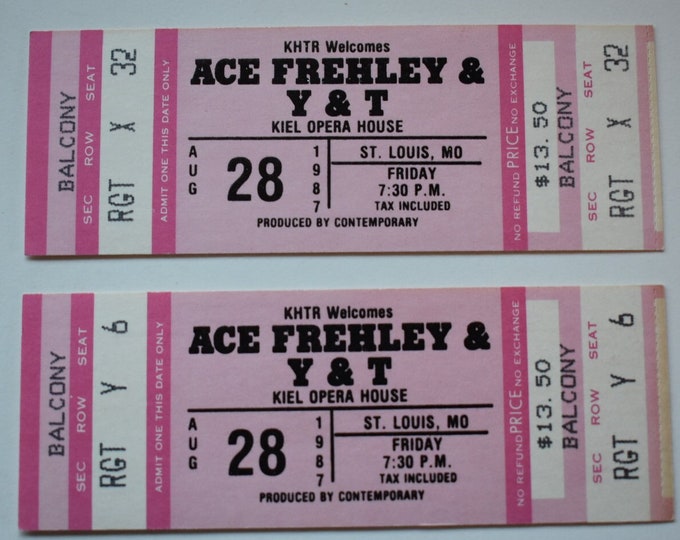 BALCONY
SEC ROW SEAT
RGT X 32
ADMIT ONE THIS DATE ONLY
KHTR Welcomes
ACE FREHLEY &
Y & T
KIEL OPERA HOUSE
AUG
28
1987
ST. LOUIS, MO
FRIDAY
7:30 P.M.
TAX INCLUDED
PRODUCED BY CONTEMPORARY
NO REFUND PRICE NO EXCHANGE
$13.50
BALCONY
SEC ROW SEAT
RGT X 32
BALCONY
SEC ROW SEAT
RGT Y 6
ADMIT ONE THIS DATE ONLY
KHTR Welcomes
ACE FREHLEY &
Y & T
KIEL OPERA HOUSE
AUG
28
1987
ST. LOUIS, MO
FRIDAY
7:30 P.M.
TAX INCLUDED
PRODUCED BY CONTEMPORARY
NO REFUND PRICE NO EXCHANGE
$13.50
BALCONY
SEC ROW SEAT
RGT Y 6